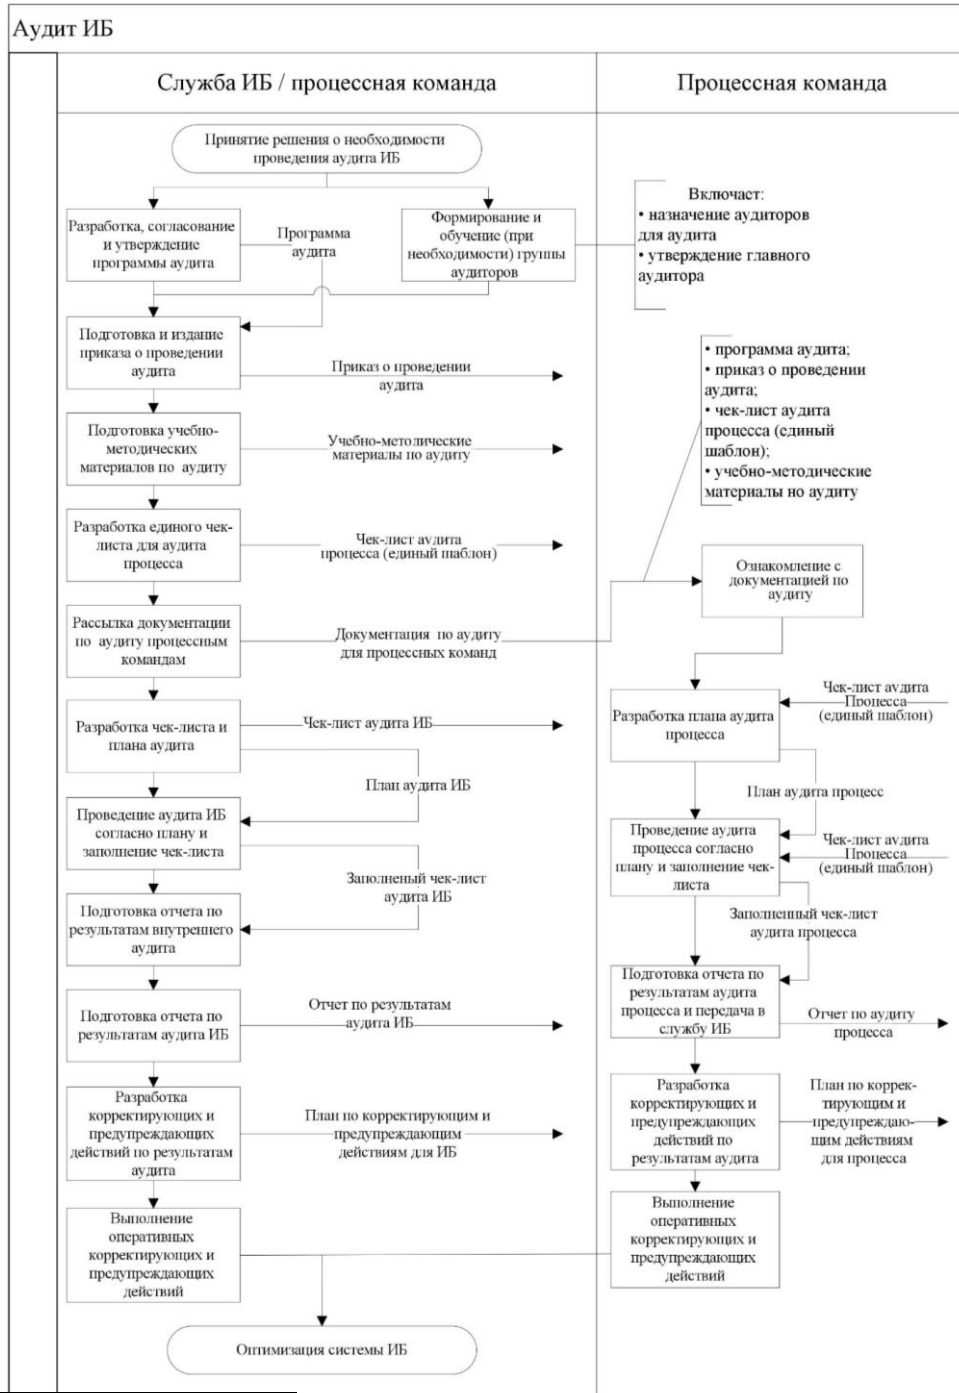 Аудит ИБ
Служба ИБ / процессная команда
Процессная команда
Принятие решения о необходимости
проведения аудита ИБ
Разработка, согласование
и утверждение
программы аудита
Программа
аудита
Формирование и
обучение (при
необходимости) группы
аудиторов
Включает:
• назначение аудиторов
для аудита
• утверждение главного
аудитора
Подготовка и издание
приказа о проведении
аудита
Приказ о проведении
аудита
• программа аудита;
• приказ о проведении
аудита;
• чек-лист аудита
процесса (единый
шаблон);
• учебно-методические
материалы но аудиту
Подготовка учебно-
методических
материалов по аудиту
Учебно-метолические
материалы по аудиту
Разработка единого чек-
листа для аудита
процесса
Чек-лист аудита
процесса (единый шаблон)
Ознакомление с
документацией по
аудиту
Рассылка документации
по аудиту процессным
командам
Документация по аудиту
для процессных команд
Разработка чек-листа и
плана аудита
Чек-лист аудита ИБ
Разработка плана аудита
процесса
Чек-лист аудита
Процесса
(единый шаблон)
План аудита ИБ
План аудита процесс
Проведение аудита ИБ
согласно плану и
заполнение чек-листа
Проведение аудита
процесса согласно
плану и заполнение чек-
листа
Чек-лист аудита
Процесса
(единый шаблон)
Заполненый чек-лист
аудита ИБ
Заполненный чек-лист
аудита процесса
Подготовка отчета по
результатам внутреннего
аудита
Подготовка отчета по
результатам аудита
процесса и передача в
службу ИБ
Отчет по аудиту
процесса
Подготовка отчета по
результатам аудита ИБ
Отчет по результатам
аудита ИБ
Разработка
корректирующих и
предупреждающих
действий по результатам
аудита
План по корректирующим и
предупреждающим
действиям для ИБ
Разработка
корректирующих и
предупреждающих
действий по
результатам аудита
План по коррек-
тирующим и
предупреждаю-
щим действиям
для процесса
Выполнение
оперативных
корректирующих и
предупреждающих
действий
Выполнение
оперативных
корректирующих и
предупреждающих
действий
Оптимизация системы ИБ